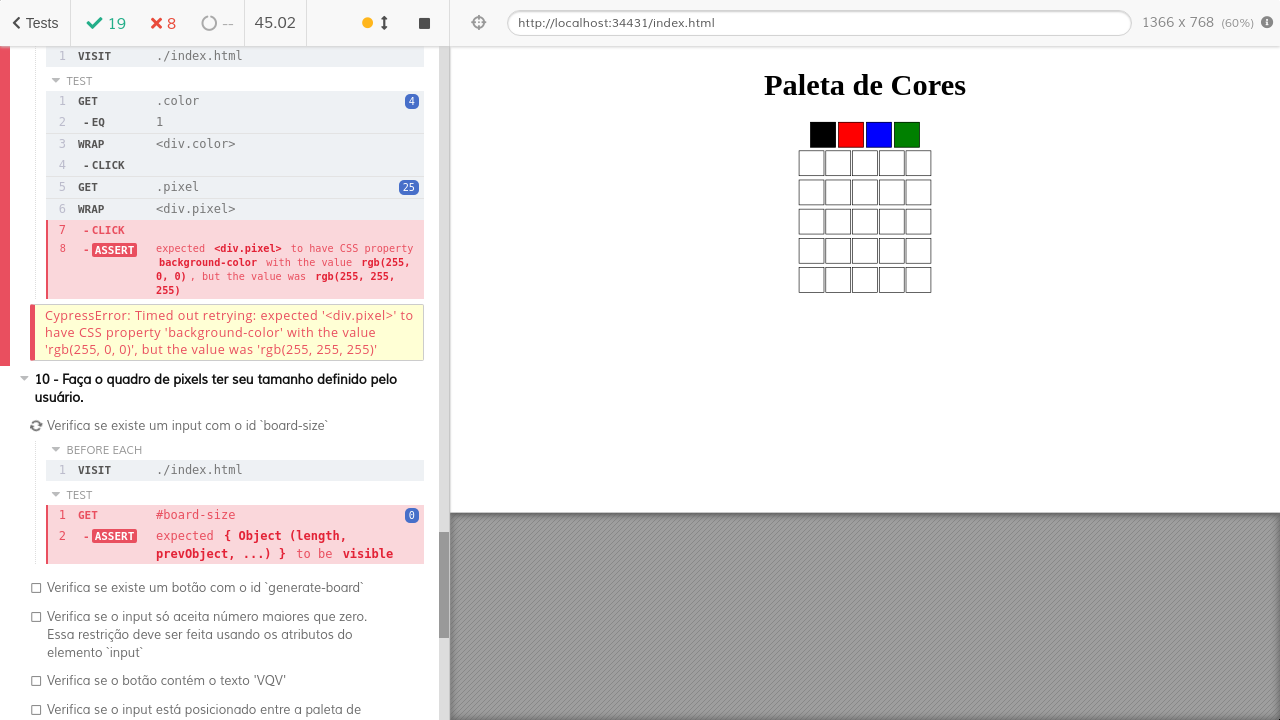 Tests 19 8 -- 45.02 http://localhost:34431/index.html 1366 x 768 (60%)
1 VISIT ./index.html
TEST
1 GET .color 4
2 - EQ 1
3 WRAP <div.color>
4 - CLICK
5 GET .pixel 25
6 WRAP <div.pixel>
7 - CLICK
8 - ASSERT expected <div.pixel> to have CSS property
background-color with the value rgb(255,
0, 0) , but the value was rgb(255, 255,
255)
CypressError: Timed out retrying: expected '<div.pixel>' to
have CSS property 'background-color' with the value
'rgb(255, 0, 0)', but the value was 'rgb(255, 255, 255)'
10 - Faça o quadro de pixels ter seu tamanho definido pelo
usuário.
Verifica se existe um input com o id `board-size`
BEFORE EACH
1 VISIT ./index.html
TEST
1 GET #board-size 0
2 - ASSERT expected { Object (length,
prevObject, ...) } to be visible
Verifica se existe um botão com o id `generate-board`
Verifica se o input só aceita número maiores que zero.
Essa restrição deve ser feita usando os atributos do
elemento `input`
Verifica se o botão contém o texto 'VQV'
Verifica se o input está posicionado entre a paleta de
Paleta de Cores